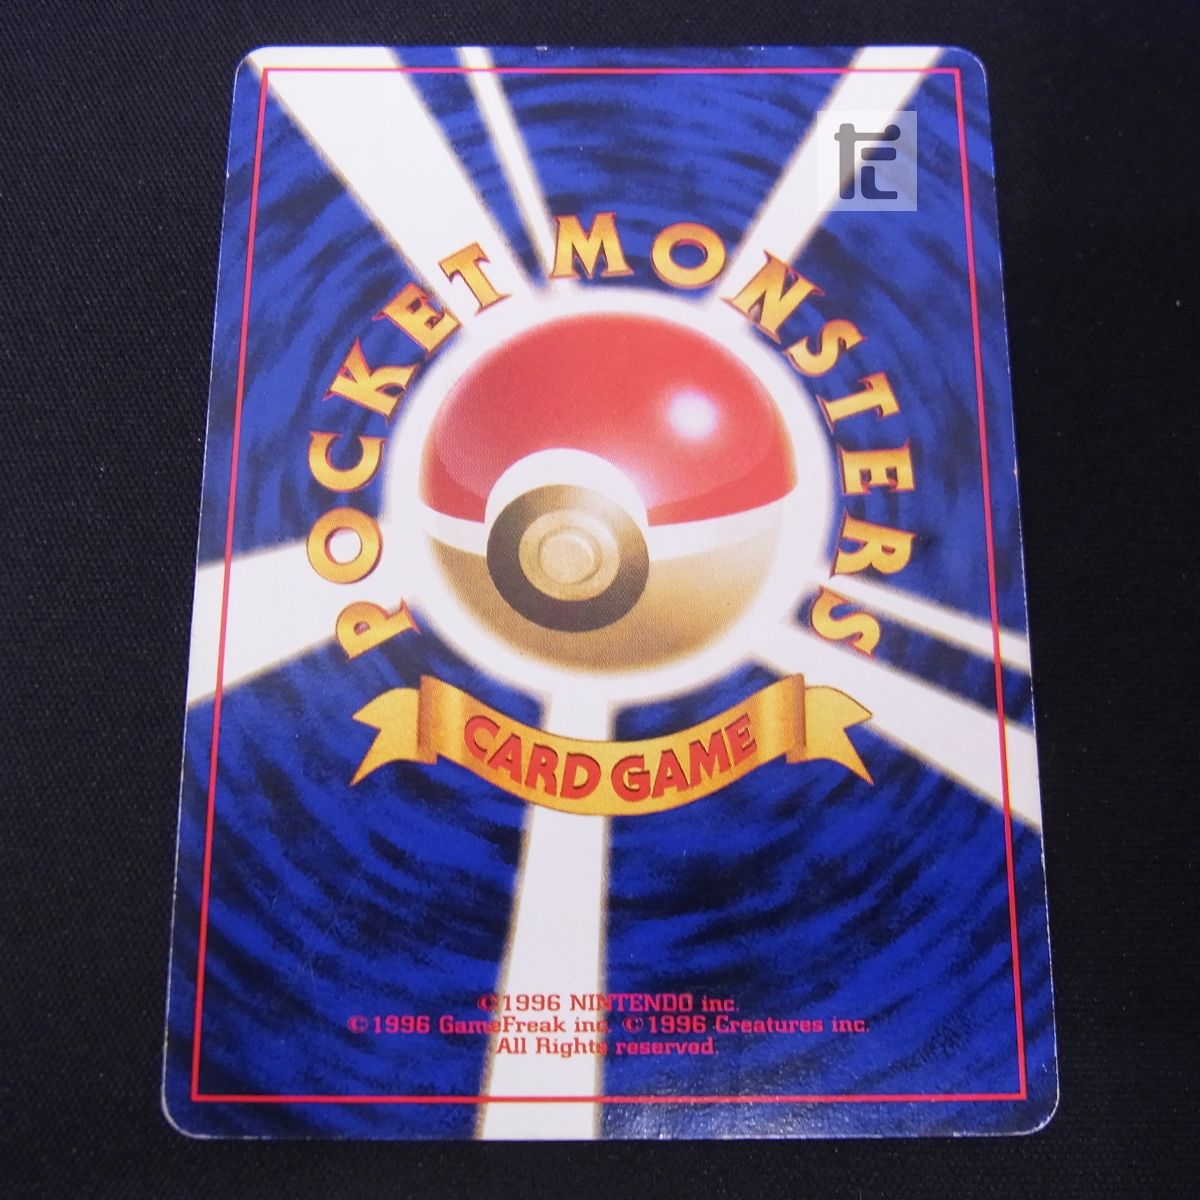 POCKET MONSTERS
CARD GAME
©1996 NINTENDO inc.
©1996 GameFreak inc. ©1996 Creatures inc.
All Rights reserved.